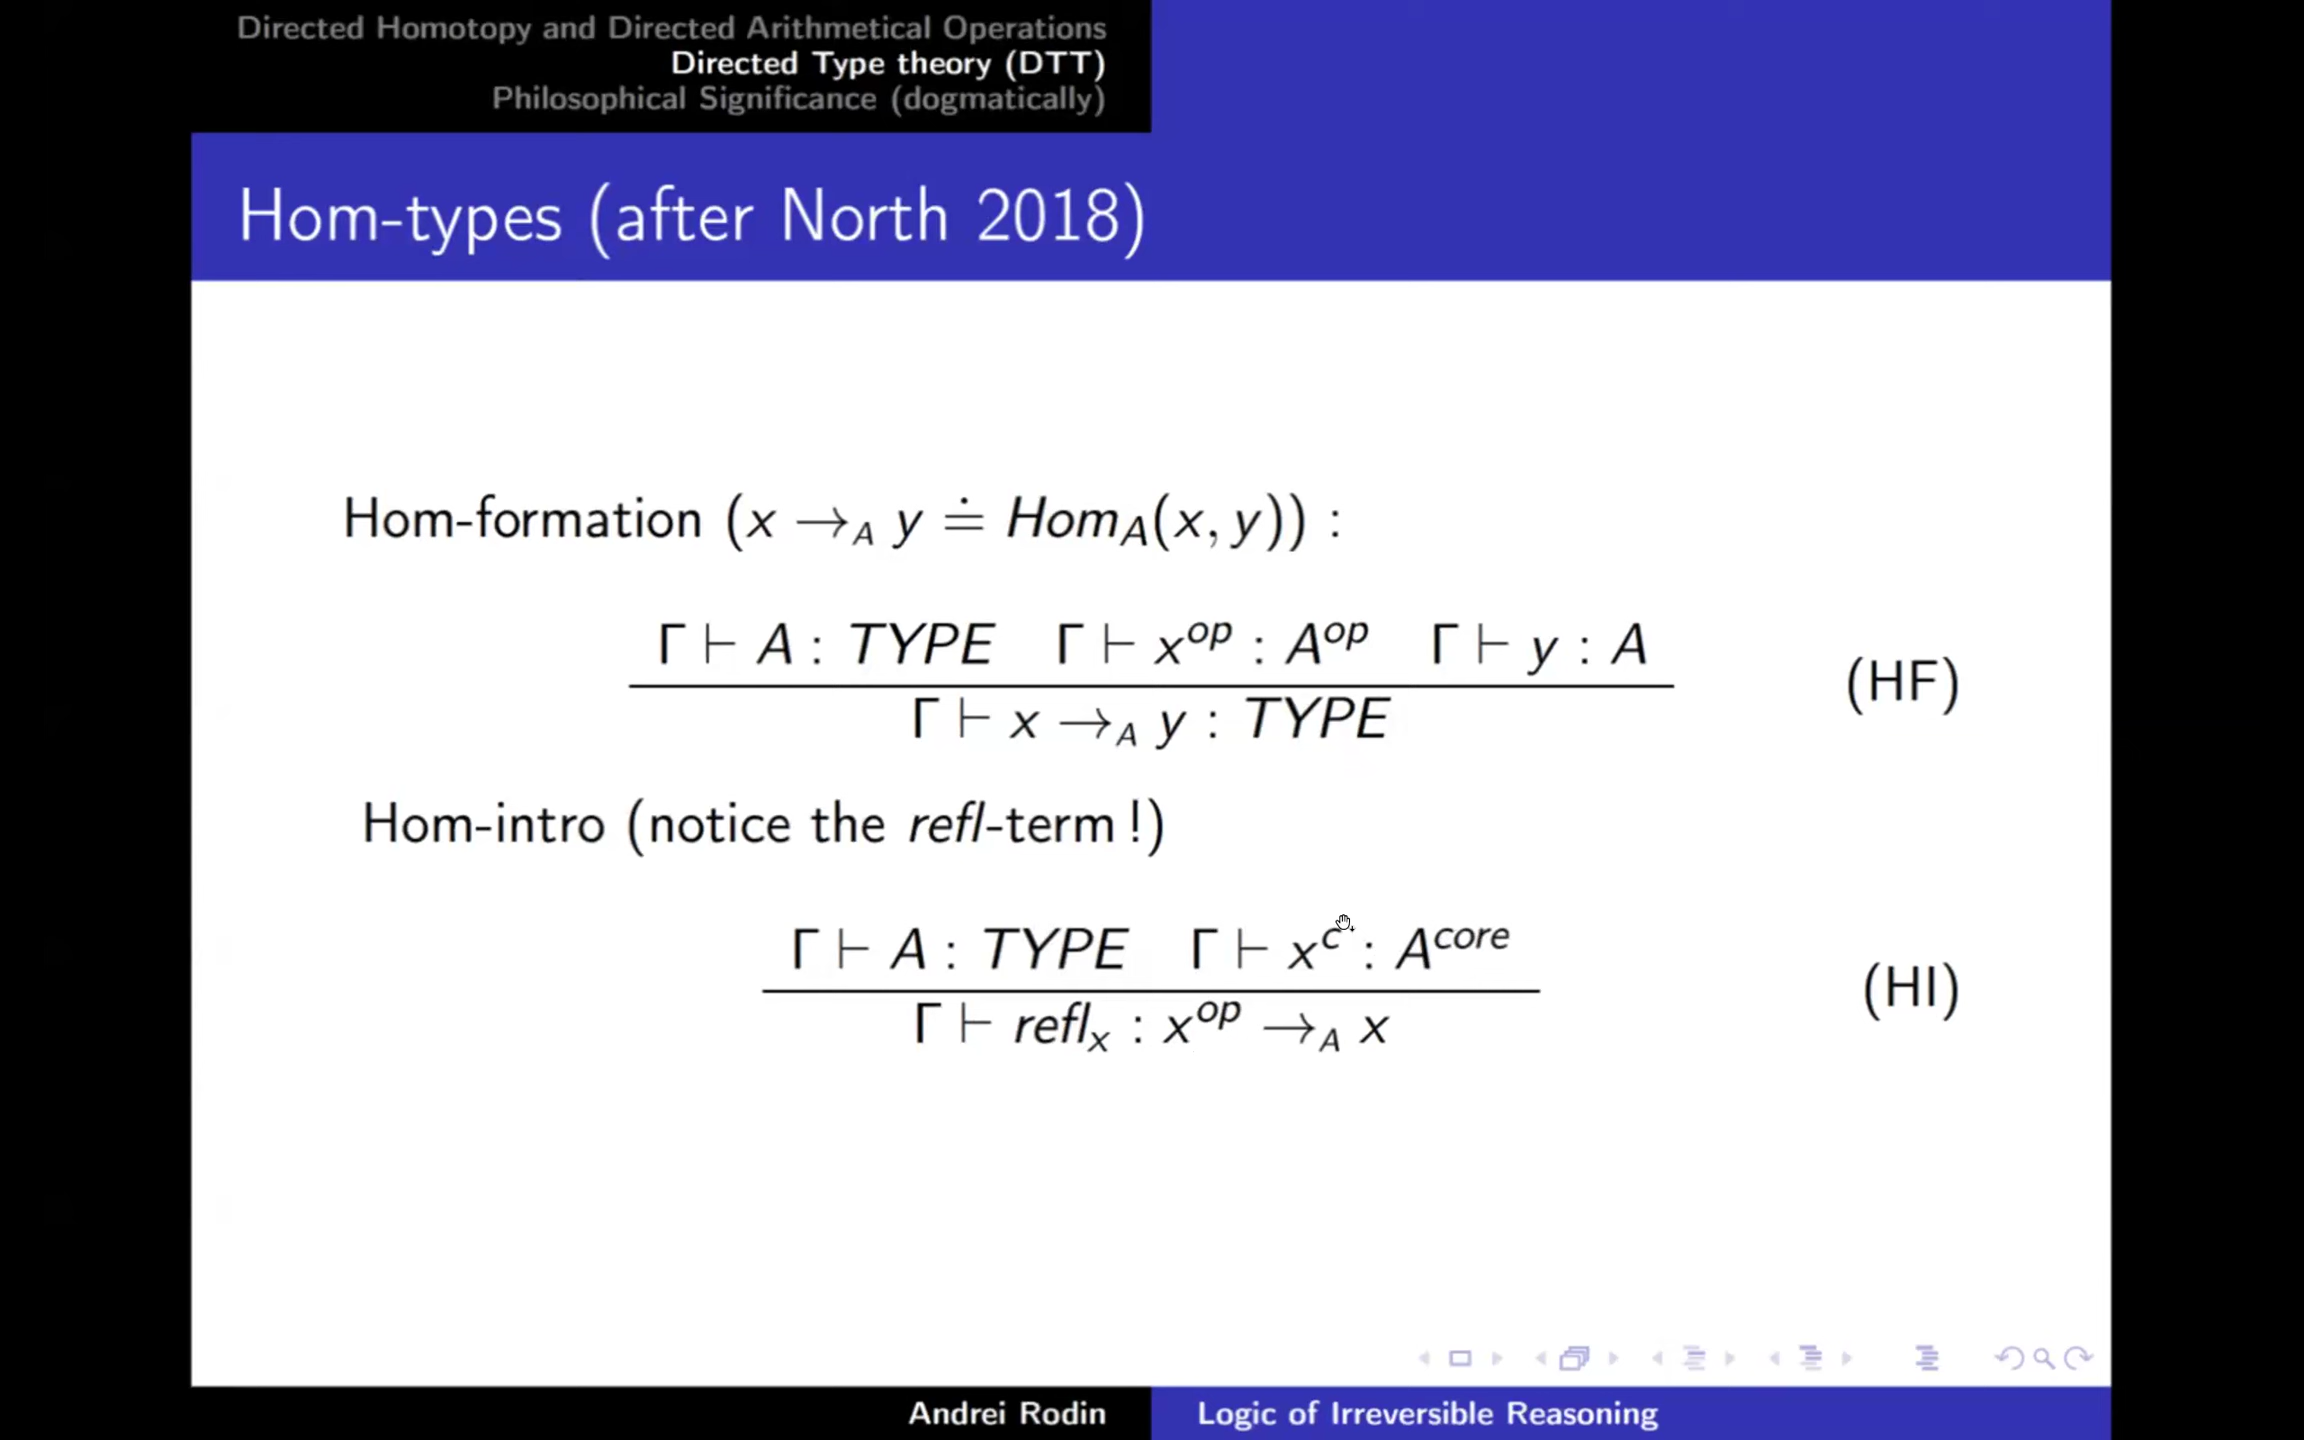 Directed Homotopy and Directed Arithmetical Operations
Directed Type theory (DTT)
Philosophical Significance (dogmatically)
Hom-types (after North 2018)
Hom-formation (x →_A y ≐ Hom_A(x, y)) :
Γ ⊢ A : TYPE Γ ⊢ x^op : A^op Γ ⊢ y : A
(HF)
Γ ⊢ x →_A y : TYPE
Hom-intro (notice the refl-term !)
Γ ⊢ A : TYPE Γ ⊢ x^c : A^core
(HI)
Γ ⊢ refl_x : x^op →_A x
Andrei Rodin Logic of Irreversible Reasoning